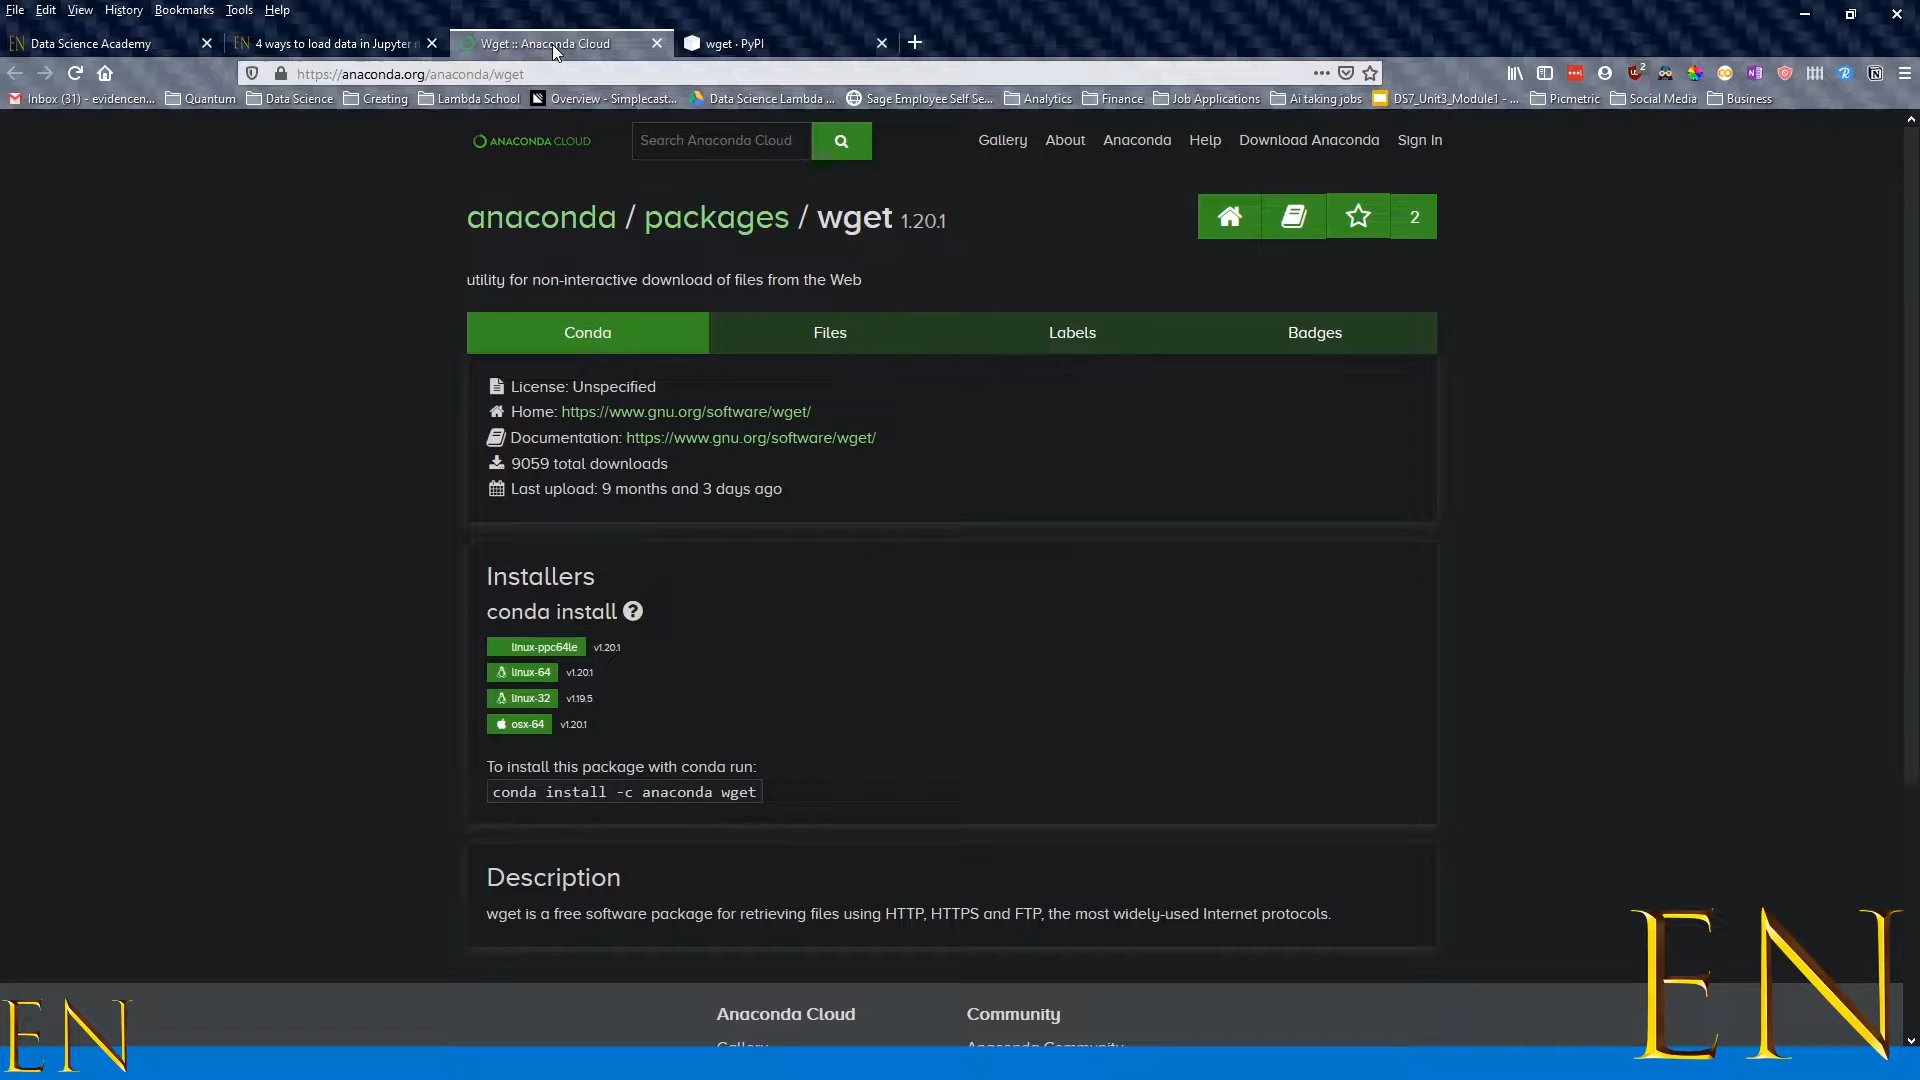 File Edit View History Bookmarks Tools Help
EN Data Science Academy
EN 4 ways to load data in Jupyter
Wget :: Anaconda Cloud
wget · PyPI
https://anaconda.org/anaconda/wget
2
Inbox (31) - evidencen... Quantum Data Science Creating Lambda School Overview - Simplecast... Data Science Lambda ... Sage Employee Self Se... Analytics Finance Job Applications Ai taking jobs DS7_Unit3_Module1 - ... Picmetric Social Media Business
ANACONDA CLOUD Search Anaconda Cloud Gallery About Anaconda Help Download Anaconda Sign In
anaconda / packages / wget 1.20.1
2
utility for non-interactive download of files from the Web
Conda Files Labels Badges
License: Unspecified
Home: https://www.gnu.org/software/wget/
Documentation: https://www.gnu.org/software/wget/
9059 total downloads
Last upload: 9 months and 3 days ago
Installers
conda install ?
linux-ppc64le v1.20.1
linux-64 v1.20.1
linux-32 v1.19.5
osx-64 v1.20.1
To install this package with conda run:
conda install -c anaconda wget
Description
wget is a free software package for retrieving files using HTTP, HTTPS and FTP, the most widely-used Internet protocols.
Anaconda Cloud Community
Gallery Anaconda Community
EN
EN